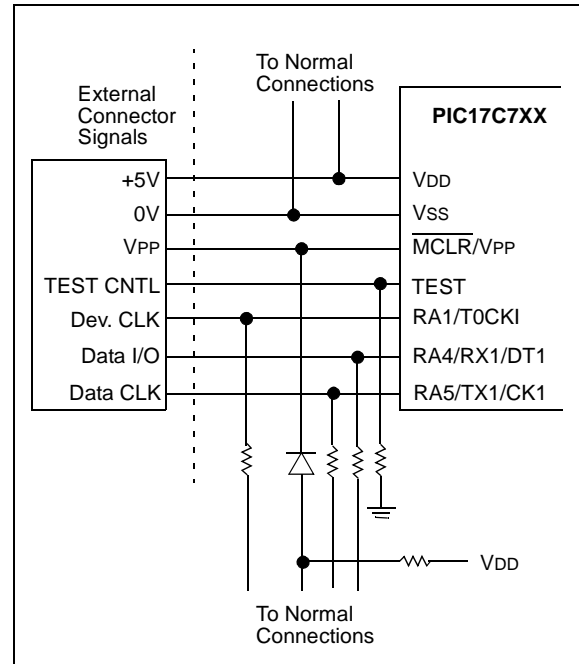 To Normal
Connections
External
Connector
Signals
PIC17C7XX
+5V
VDD
0V
VSS
VPP
MCLR/VPP
TEST CNTL
TEST
Dev. CLK
RA1/T0CKI
Data I/O
RA4/RX1/DT1
Data CLK
RA5/TX1/CK1
VDD
To Normal
Connections